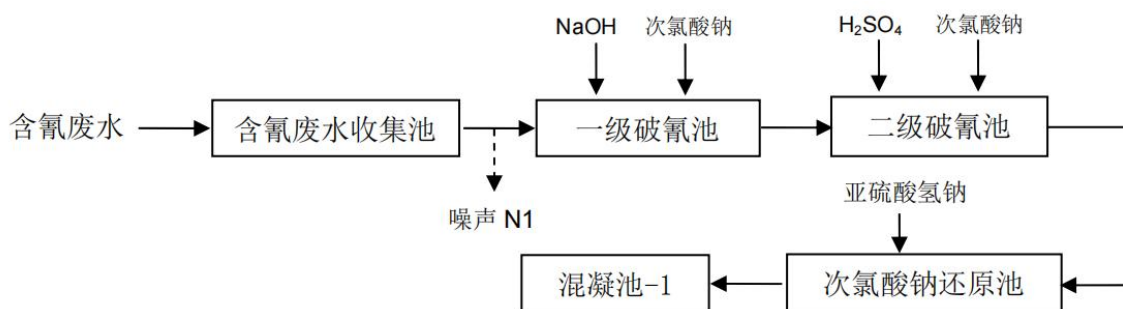 NaOH
次氯酸钠
H₂SO₄
次氯酸钠
含氰废水
含氰废水收集池
一级破氰池
二级破氰池
噪声 N1
亚硫酸氢钠
混凝池-1
次氯酸钠还原池